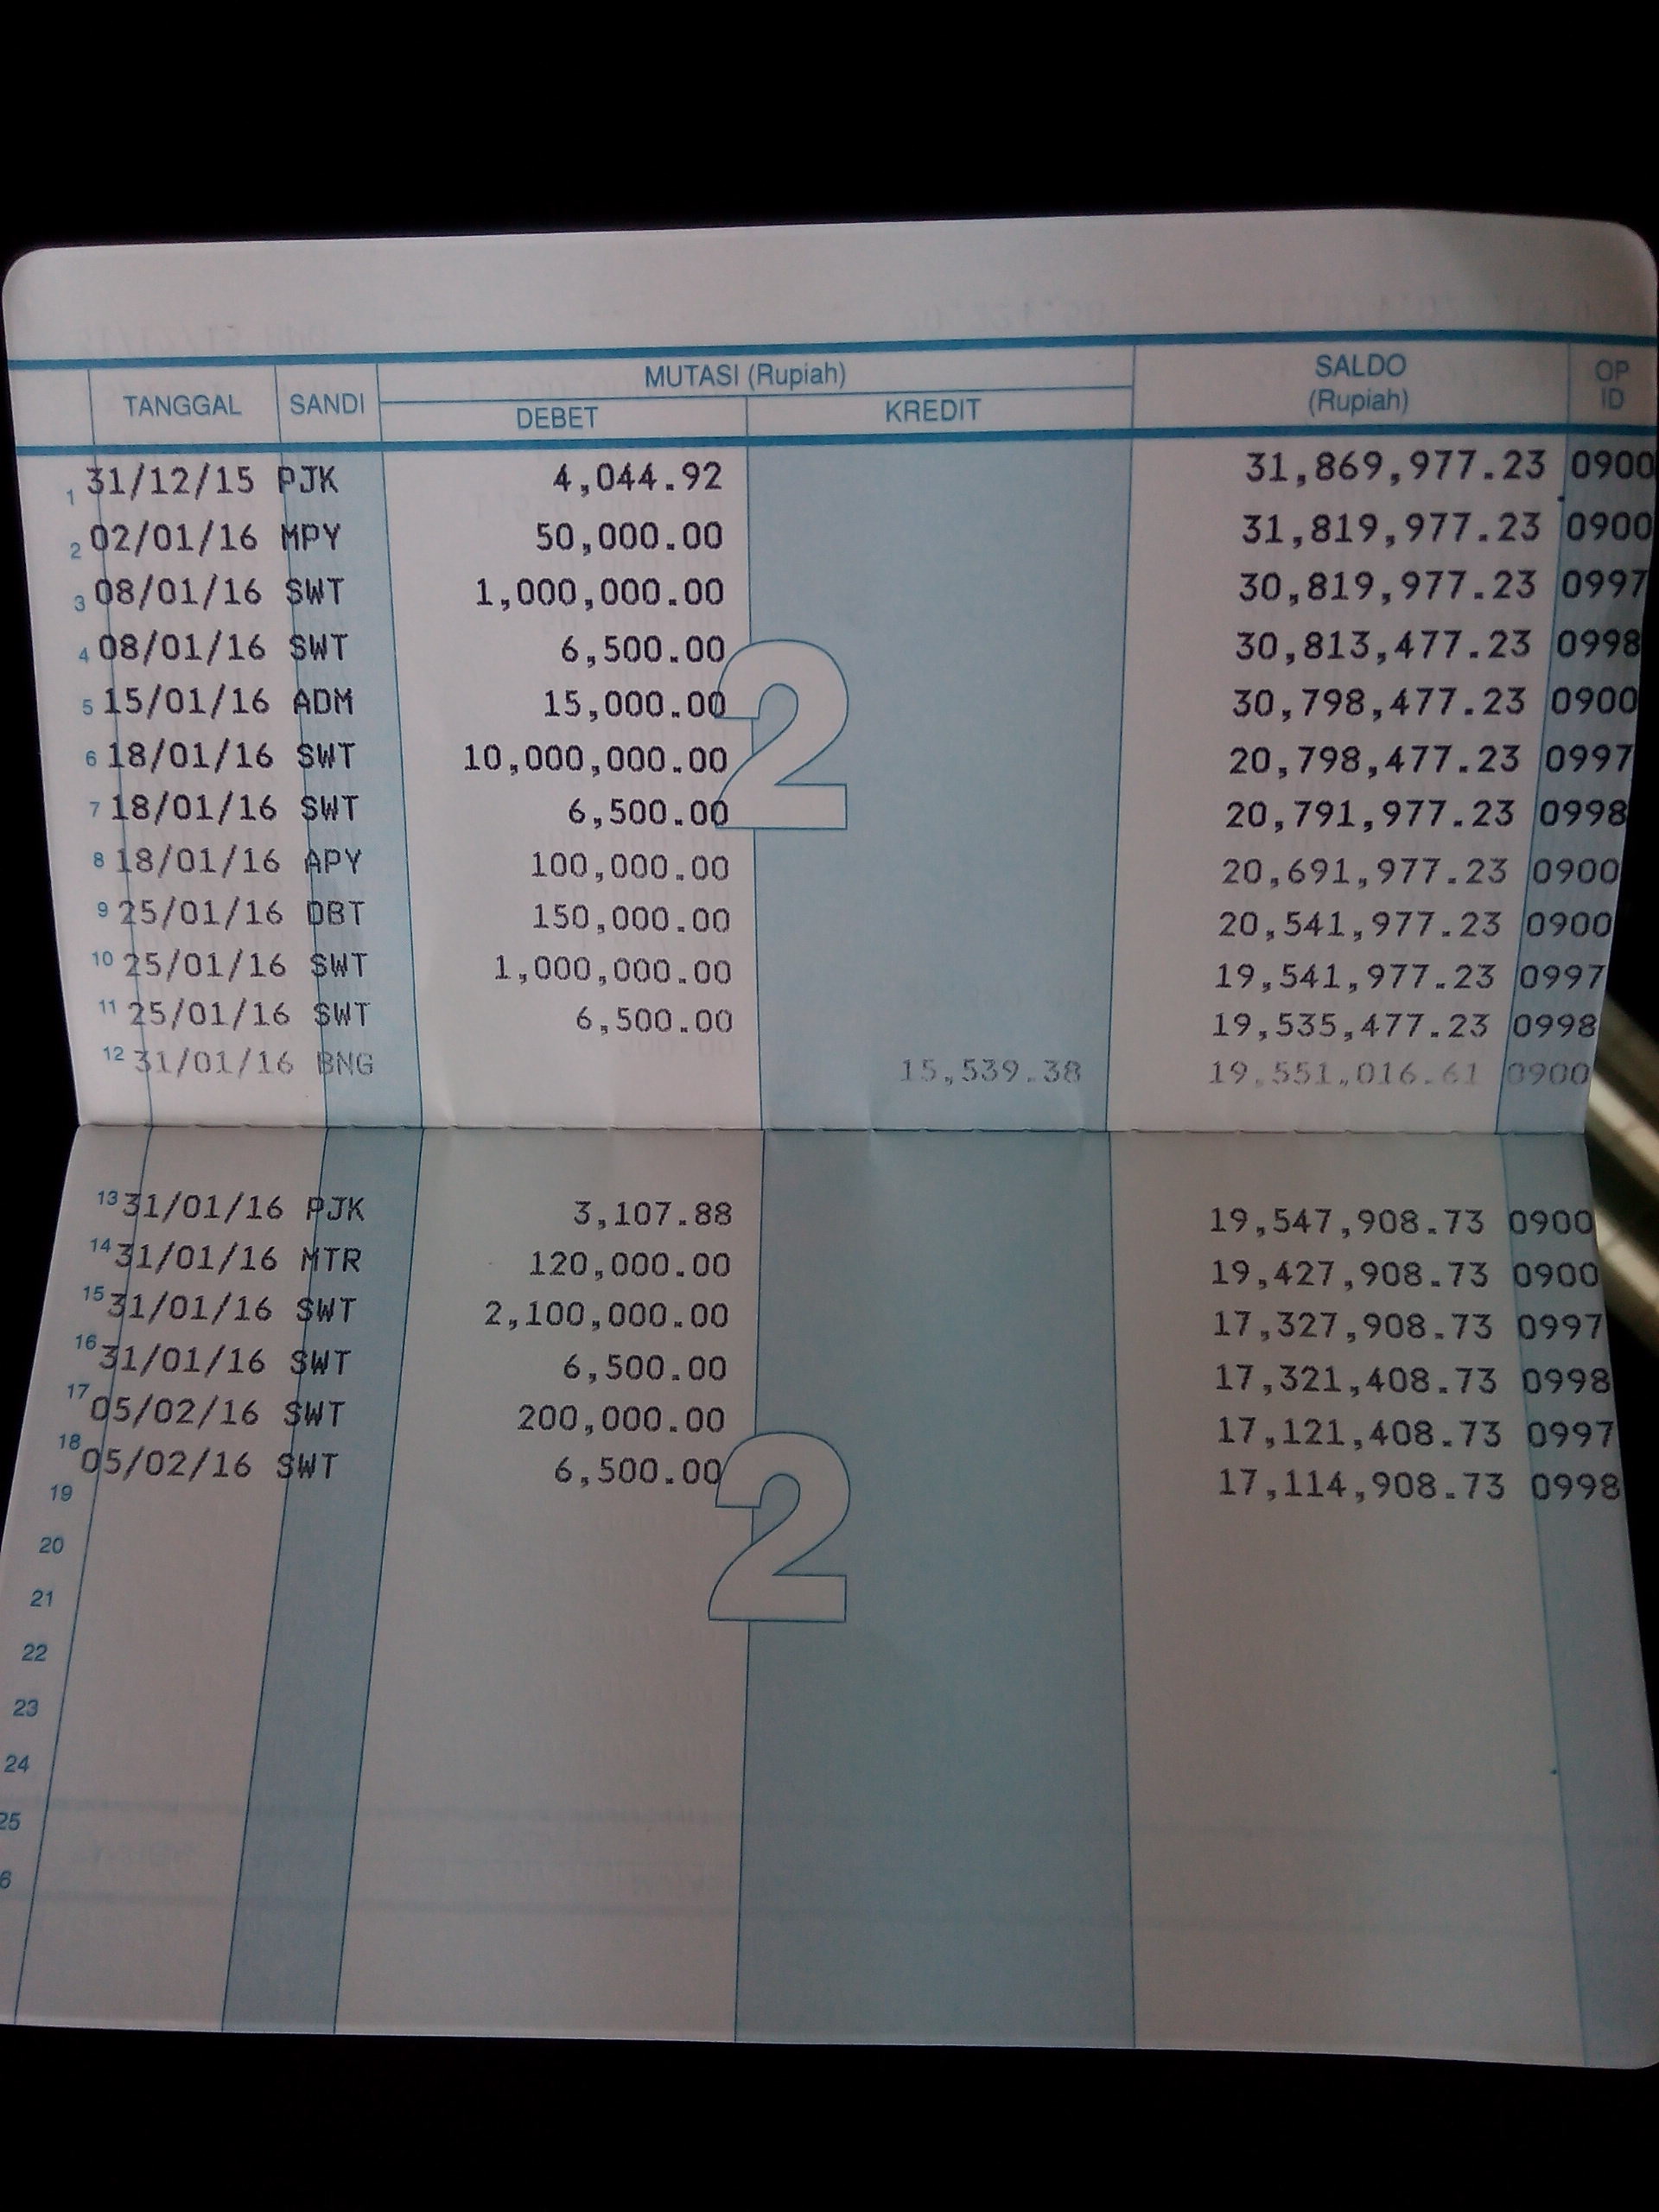 TANGGAL SANDI MUTASI (Rupiah) SALDO (Rupiah) OP ID
DEBET KREDIT
1 31/12/15 PJK 4,044.92 31,869,977.23 0900
2 02/01/16 MPY 50,000.00 31,819,977.23 0900
3 08/01/16 SWT 1,000,000.00 30,819,977.23 0997
4 08/01/16 SWT 6,500.00 30,813,477.23 0998
5 15/01/16 ADM 15,000.00 30,798,477.23 0900
6 18/01/16 SWT 10,000,000.00 20,798,477.23 0997
7 18/01/16 SWT 6,500.00 20,791,977.23 0998
8 18/01/16 APY 100,000.00 20,691,977.23 0900
9 25/01/16 DBT 150,000.00 20,541,977.23 0900
10 25/01/16 SWT 1,000,000.00 19,541,977.23 0997
11 25/01/16 SWT 6,500.00 19,535,477.23 0998
12 31/01/16 BNG 15,539.38 19,551,016.61 0900
2
13 31/01/16 PJK 3,107.88 19,547,908.73 0900
14 31/01/16 MTR 120,000.00 19,427,908.73 0900
15 31/01/16 SWT 2,100,000.00 17,327,908.73 0997
16 31/01/16 SWT 6,500.00 17,321,408.73 0998
17 05/02/16 SWT 200,000.00 17,121,408.73 0997
18 05/02/16 SWT 6,500.00 17,114,908.73 0998
19
20
21
22
23
24
25
6
2